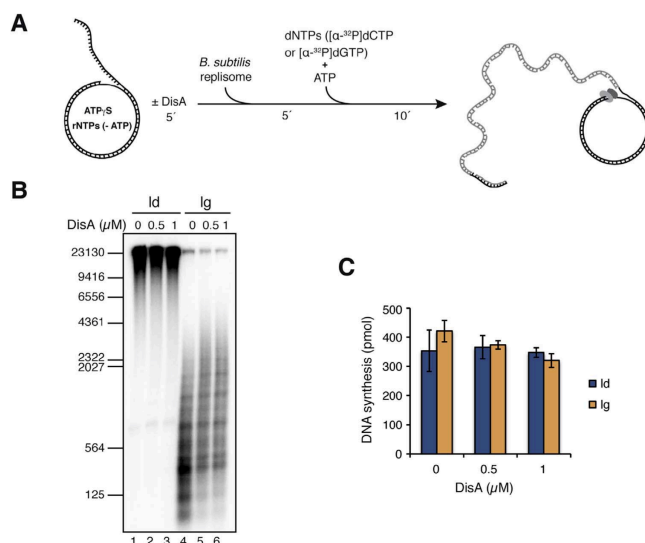 A
ATPγS
rNTPs (- ATP)
± DisA
5´
B. subtilis
replisome
5´
dNTPs ([α-³²P]dCTP
or [α-³²P]dGTP)
+
ATP
10´
B
ld lg
DisA (µM) 0 0.5 1 0 0.5 1
23130
9416
6556
4361
2322
2027
564
125
1 2 3 4 5 6
C
DNA synthesis (pmol)
500
400
300
200
100
0
0 0.5 1
DisA (µM)
ld
lg